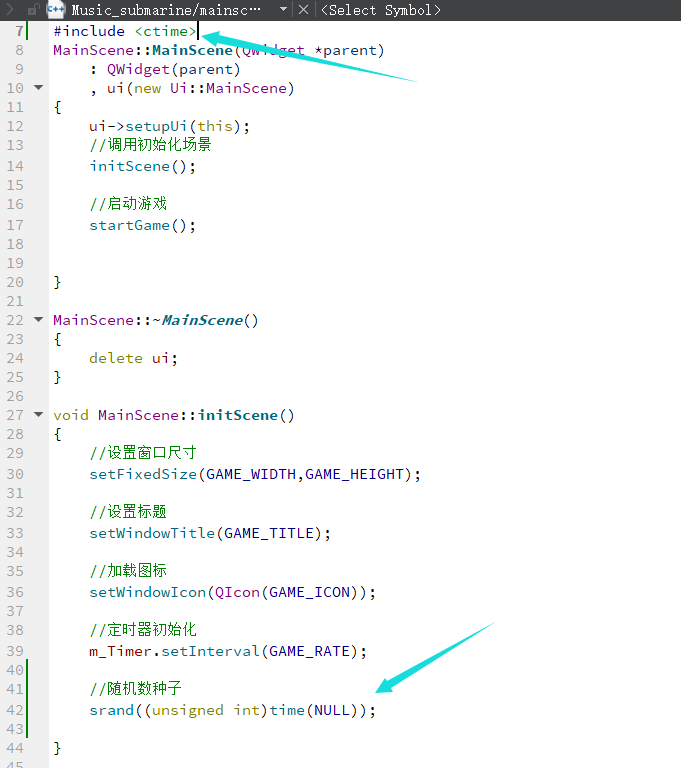 C++ Music_submarine/mainsc… <Select Symbol>
7 #include <ctime>
8 MainScene::MainScene(QWidget *parent)
9 : QWidget(parent)
10 , ui(new Ui::MainScene)
11 {
12 ui->setupUi(this);
13 //调用初始化场景
14 initScene();
15
16 //启动游戏
17 startGame();
18
19
20 }
21
22 MainScene::~MainScene()
23 {
24 delete ui;
25 }
26
27 void MainScene::initScene()
28 {
29 //设置窗口尺寸
30 setFixedSize(GAME_WIDTH,GAME_HEIGHT);
31
32 //设置标题
33 setWindowTitle(GAME_TITLE);
34
35 //加载图标
36 setWindowIcon(QIcon(GAME_ICON));
37
38 //定时器初始化
39 m_Timer.setInterval(GAME_RATE);
40
41 //随机数种子
42 srand((unsigned int)time(NULL));
43
44 }
45